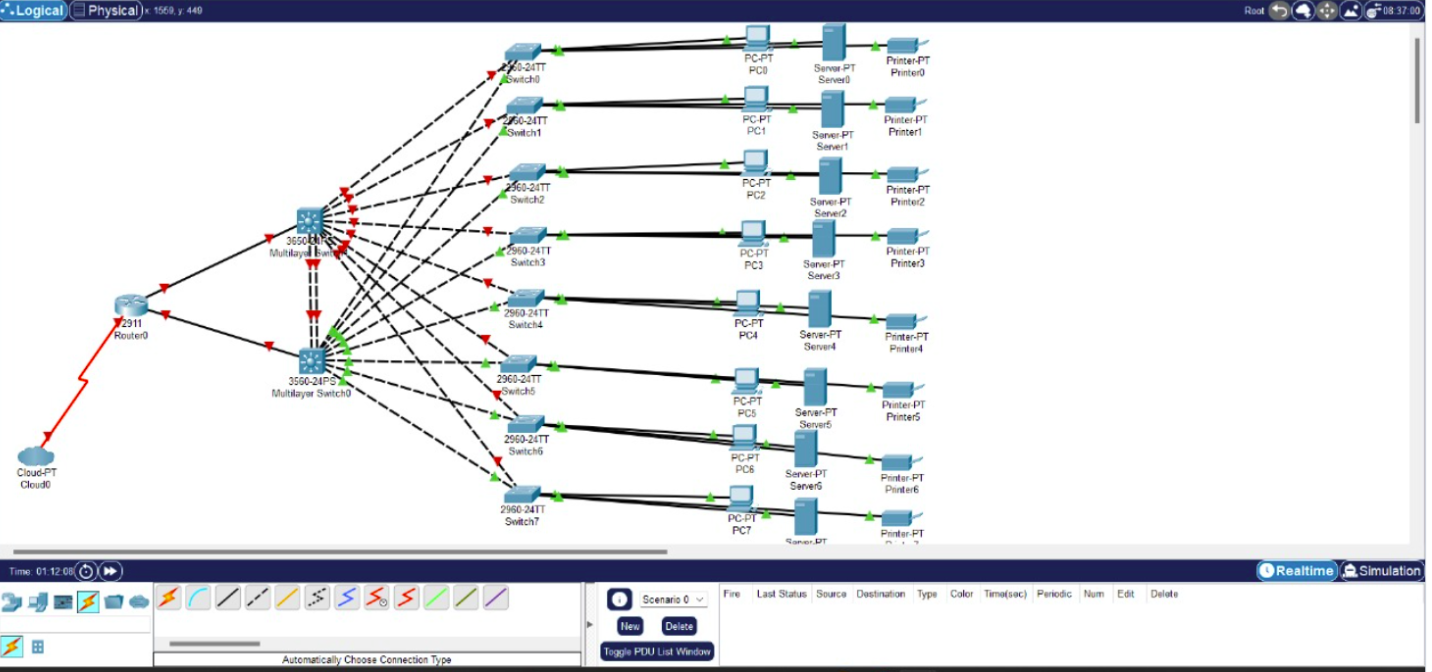 Logical Physical x: 1569, y: 449 Root 08:37:00
2960-24TT
Switch0
PC-PT
PC0
Server-PT
Server0
Printer-PT
Printer0
2960-24TT
Switch1
PC-PT
PC1
Server-PT
Server1
Printer-PT
Printer1
2960-24TT
Switch2
PC-PT
PC2
Server-PT
Server2
Printer-PT
Printer2
Multilayer
2960-24TT
Switch3
PC-PT
PC3
Server-PT
Server3
Printer-PT
Printer3
2911
Router0
2960-24TT
Switch4
PC-PT
PC4
Server-PT
Server4
Printer-PT
Printer4
3560-24PS
Multilayer Switch0
2960-24TT
Switch5
PC-PT
PC5
Server-PT
Server5
Printer-PT
Printer5
2960-24TT
Switch6
PC-PT
PC6
Server-PT
Server6
Printer-PT
Printer6
Cloud-PT
Cloud0
2960-24TT
Switch7
PC-PT
PC7
Server-PT
Printer-PT
Time: 01:12:08 Realtime Simulation
Scenario 0
New Delete
Toggle PDU List Window
Fire Last Status Source Destination Type Color Time(sec) Periodic Num Edit Delete
Automatically Choose Connection Type